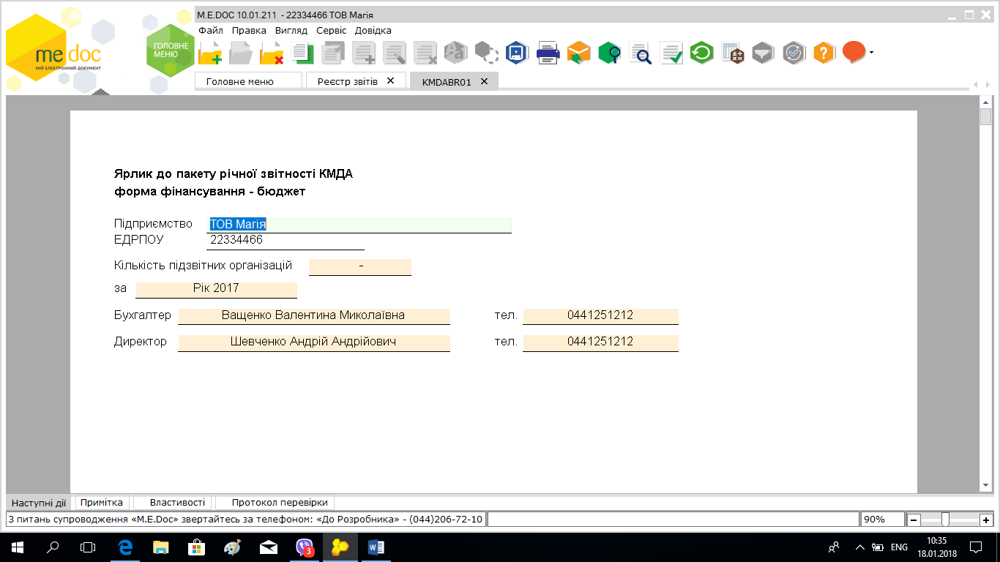 M.E.DOC 10.01.211 - 22334466 ТОВ Магія
me doc
МІЙ ЕЛЕКТРОННИЙ ДОКУМЕНТ
ГОЛОВНЕ
МЕНЮ
Файл Правка Вигляд Сервіс Довідка
Головне меню Реєстр звітів KMDABR01
Ярлик до пакету річної звітності КМДА
форма фінансування - бюджет
Підприємство ТОВ Магія
ЕДРПОУ 22334466
Кількість підзвітних організацій -
за Рік 2017
Бухгалтер Ващенко Валентина Миколаївна тел. 0441251212
Директор Шевченко Андрій Андрійович тел. 0441251212
Наступні дії Примітка Властивості Протокол перевірки
З питань супроводження «M.E.Doc» звертайтесь за телефоном: «До Розробника» - (044)206-72-10 90%
3
ENG
10:35
18.01.2018